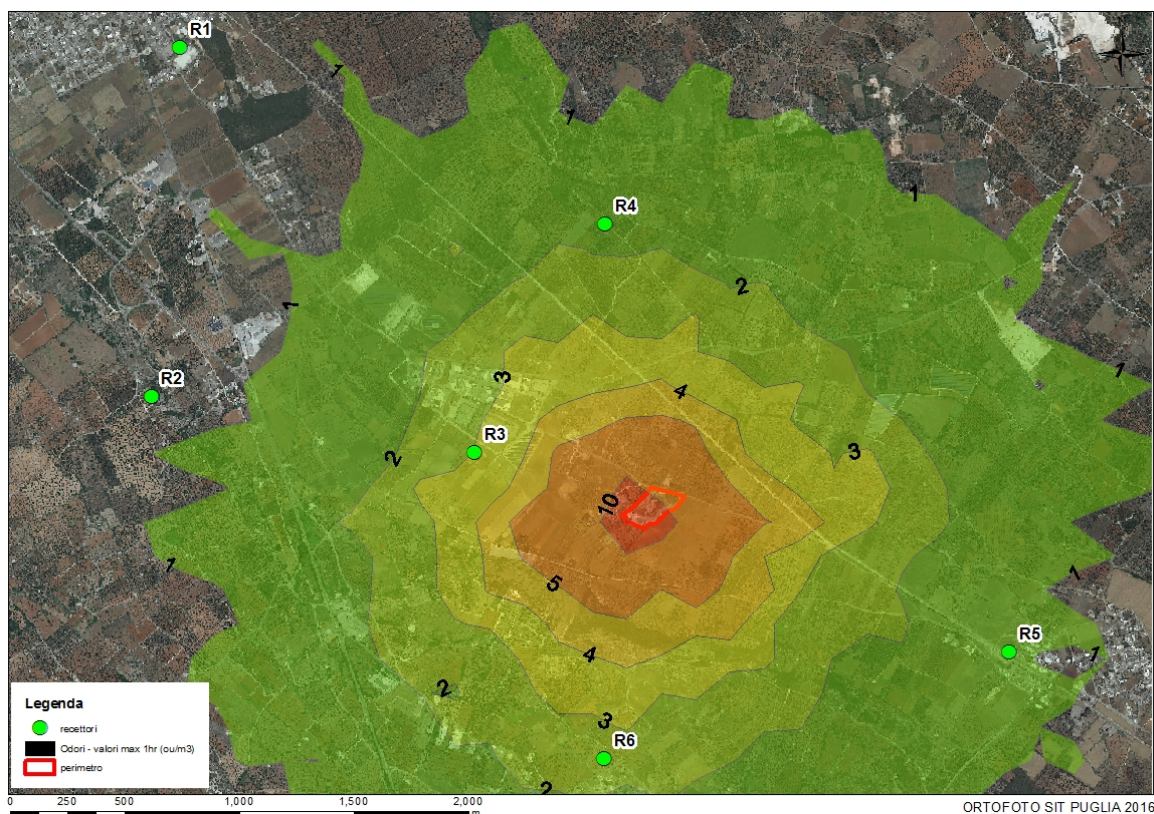 R1
1
1
R4
1
2
1
R2
3
4
1
R3
2
3
10
1
5
1
4
R5
1
2
3
R6
2
Legenda
recettori
Odori - valori max 1hr (ou/m3)
perimetro
0 250 500 1,000 1,500 2,000
m
ORTOFOTO SIT PUGLIA 2016